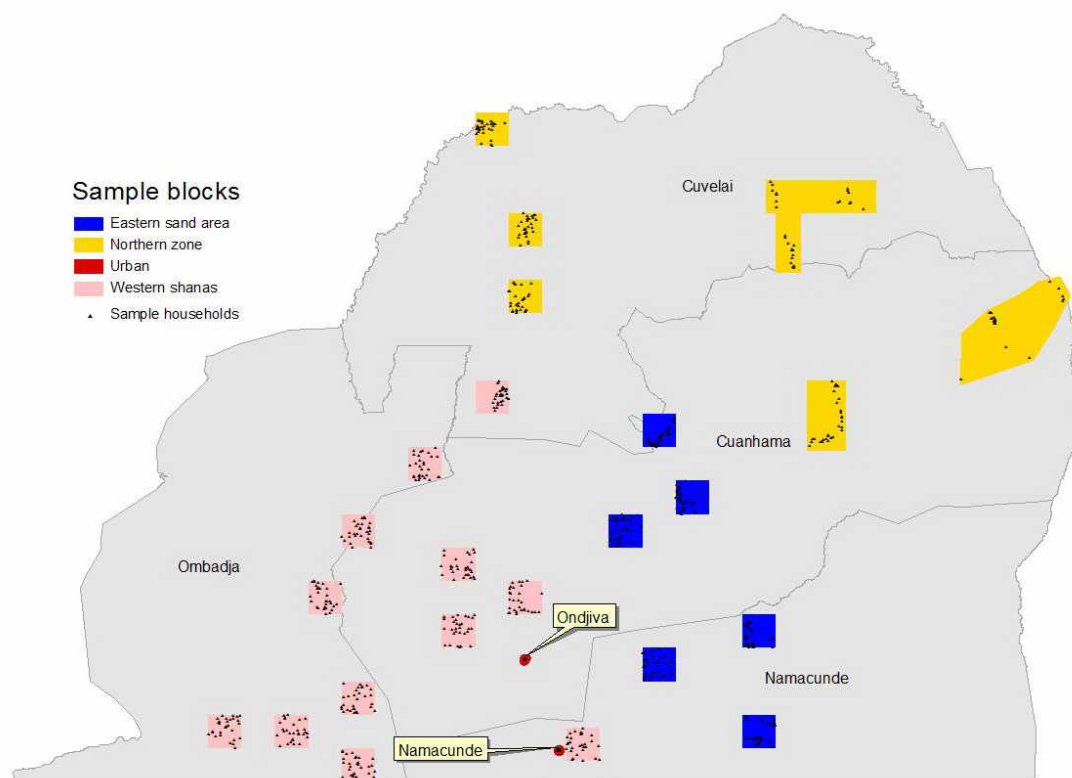 Cuvelai
Sample blocks
Eastern sand area
Northern zone
Urban
Western shanas
Sample households
Cuanhama
Ombadja
Ondjiva
Namacunde
Namacunde